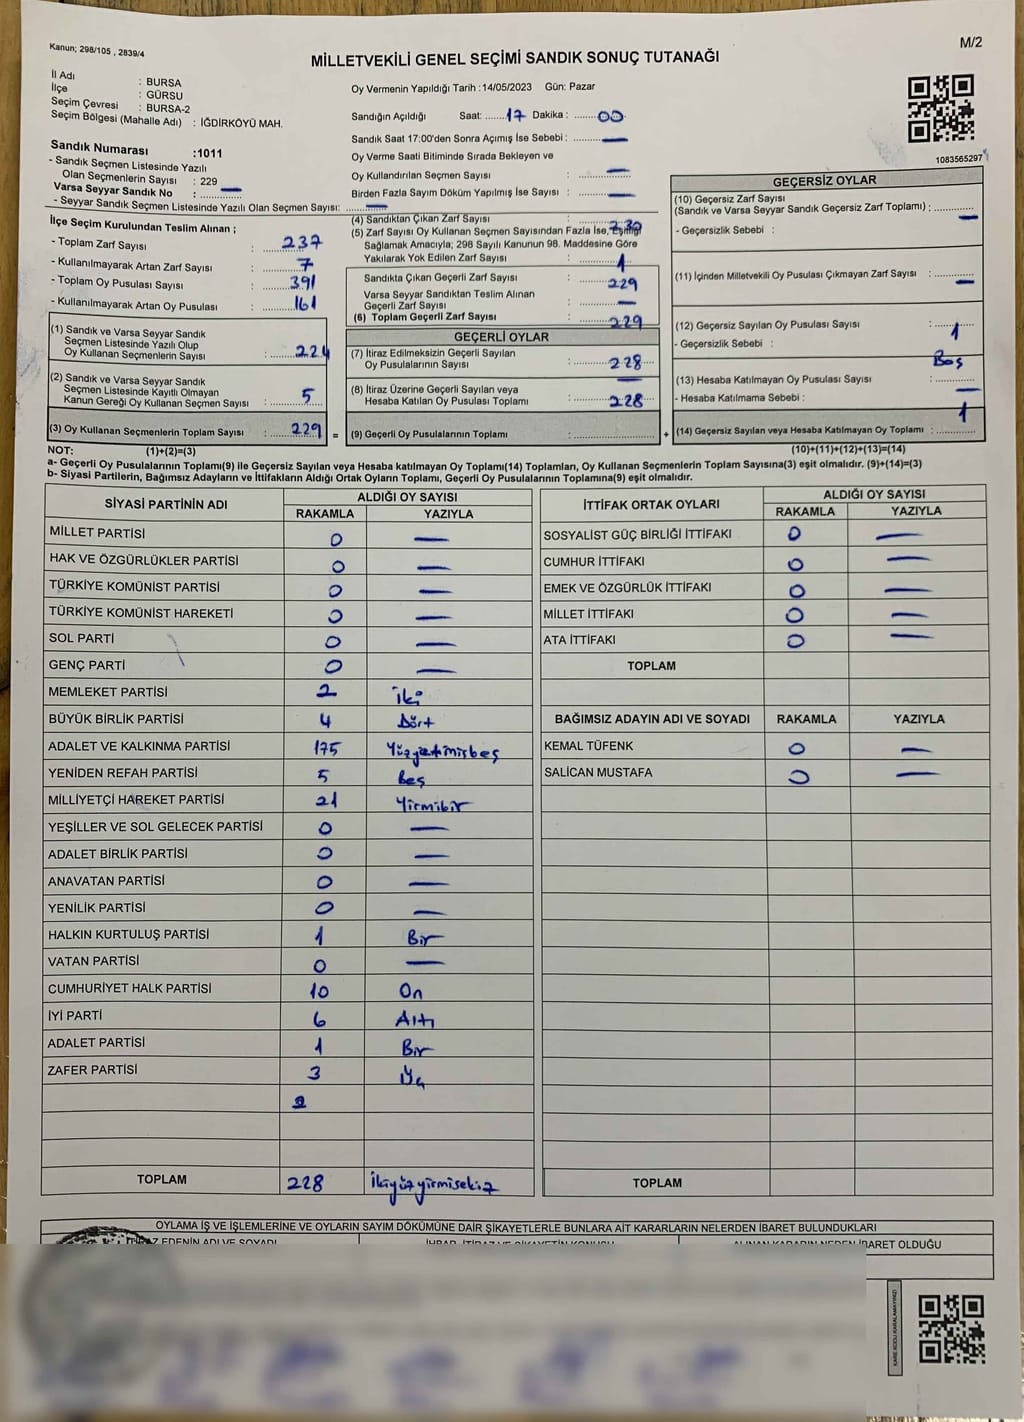 Kanun; 298/105 , 2839/4
M/2
MİLLETVEKİLİ GENEL SEÇİMİ SANDIK SONUÇ TUTANAĞI
İl Adı : BURSA
İlçe : GÜRSU
Seçim Çevresi : BURSA-2
Seçim Bölgesi (Mahalle Adı) : İĞDİRKÖYÜ MAH.
Sandık Numarası :1011
- Sandık Seçmen Listesinde Yazılı
Olan Seçmenlerin Sayısı : 229
Varsa Seyyar Sandık No : —
- Seyyar Sandık Seçmen Listesinde Yazılı Olan Seçmen Sayısı: —
İlçe Seçim Kurulundan Teslim Alınan ;
- Toplam Zarf Sayısı : 237
- Kullanılmayarak Artan Zarf Sayısı : 7
- Toplam Oy Pusulası Sayısı : 391
- Kullanılmayarak Artan Oy Pusulası : 161
(1) Sandık ve Varsa Seyyar Sandık
Seçmen Listesinde Yazılı Olup
Oy Kullanan Seçmenlerin Sayısı : 224
(2) Sandık ve Varsa Seyyar Sandık
Seçmen Listesinde Kayıtlı Olmayan
Kanun Gereği Oy Kullanan Seçmen Sayısı : 5
(3) Oy Kullanan Seçmenlerin Toplam Sayısı : 229 =
Oy Vermenin Yapıldığı Tarih :14/05/2023 Gün: Pazar
Sandığın Açıldığı Saat: 17 Dakika : 00
Sandık Saat 17:00'den Sonra Açımış İse Sebebi : —
Oy Verme Saati Bitiminde Sırada Bekleyen ve
Oy Kullandırılan Seçmen Sayısı : —
Birden Fazla Sayım Döküm Yapılmış İse Sayısı : —
(4) Sandıktan Çıkan Zarf Sayısı : 230
(5) Zarf Sayısı Oy Kullanan Seçmen Sayısından Fazla İse, Eşitliği
Sağlamak Amacıyla; 298 Sayılı Kanunun 98. Maddesine Göre
Yakılarak Yok Edilen Zarf Sayısı : 1
Sandıkta Çıkan Geçerli Zarf Sayısı : 229
Varsa Seyyar Sandıktan Teslim Alınan
Geçerli Zarf Sayısı : —
(6) Toplam Geçerli Zarf Sayısı : 229
GEÇERLİ OYLAR
(7) İtiraz Edilmeksizin Geçerli Sayılan
Oy Pusulalarının Sayısı : 228
(8) İtiraz Üzerine Geçerli Sayılan veya —
Hesaba Katılan Oy Pusulası Toplamı : 228
(9) Geçerli Oy Pusulalarının Toplamı : +
1083565297
GEÇERSİZ OYLAR
(10) Geçersiz Zarf Sayısı
(Sandık ve Varsa Seyyar Sandık Geçersiz Zarf Toplamı) : —
- Geçersizlik Sebebi :
(11) İçinden Milletvekili Oy Pusulası Çıkmayan Zarf Sayısı : —
(12) Geçersiz Sayılan Oy Pusulası Sayısı : 1
- Geçersizlik Sebebi : Boş
(13) Hesaba Katılmayan Oy Pusulası Sayısı : —
- Hesaba Katılmama Sebebi :
(14) Geçersiz Sayılan veya Hesaba Katılmayan Oy Toplamı : 1
NOT: (1)+(2)=(3) (10)+(11)+(12)+(13)=(14)
a- Geçerli Oy Pusulalarının Toplamı(9) ile Geçersiz Sayılan veya Hesaba katılmayan Oy Toplamı(14) Toplamları, Oy Kullanan Seçmenlerin Toplam Sayısına(3) eşit olmalıdır. (9)+(14)=(3)
b- Siyasi Partilerin, Bağımsız Adayların ve İttifakların Aldığı Ortak Oyların Toplamı, Geçerli Oy Pusulalarının Toplamına(9) eşit olmalıdır.
SİYASİ PARTİNİN ADI ALDIĞI OY SAYISI
RAKAMLA YAZIYLA
MİLLET PARTİSİ 0 —
HAK VE ÖZGÜRLÜKLER PARTİSİ 0 —
TÜRKİYE KOMÜNİST PARTİSİ 0 —
TÜRKİYE KOMÜNİST HAREKETİ 0 —
SOL PARTİ 0 —
GENÇ PARTİ 0 —
MEMLEKET PARTİSİ 2 İki
BÜYÜK BİRLİK PARTİSİ 4 Dört
ADALET VE KALKINMA PARTİSİ 175 Yüzyetmişbeş
YENİDEN REFAH PARTİSİ 5 Beş
MİLLİYETÇİ HAREKET PARTİSİ 21 Yirmibir
YEŞİLLER VE SOL GELECEK PARTİSİ 0 —
ADALET BİRLİK PARTİSİ 0 —
ANAVATAN PARTİSİ 0 —
YENİLİK PARTİSİ 0 —
HALKIN KURTULUŞ PARTİSİ 1 Bir
VATAN PARTİSİ 0 —
CUMHURİYET HALK PARTİSİ 10 On
İYİ PARTİ 6 Altı
ADALET PARTİSİ 1 Bir
ZAFER PARTİSİ 3 Üç
TOPLAM 228 İkiyüzyirmisekiz
İTTİFAK ORTAK OYLARI ALDIĞI OY SAYISI
RAKAMLA YAZIYLA
SOSYALİST GÜÇ BİRLİĞİ İTTİFAKI 0 —
CUMHUR İTTİFAKI 0 —
EMEK VE ÖZGÜRLÜK İTTİFAKI 0 —
MİLLET İTTİFAKI 0 —
ATA İTTİFAKI 0 —
TOPLAM
BAĞIMSIZ ADAYIN ADI VE SOYADI RAKAMLA YAZIYLA
KEMAL TÜFENK 0 —
SALİCAN MUSTAFA 0 —
TOPLAM
OYLAMA İŞ VE İŞLEMLERİNE VE OYLARIN SAYIM DÖKÜMÜNE DAİR ŞİKAYETLERLE BUNLARA AİT KARARLARIN NELERDEN İBARET BULUNDUKLARI
EDENİN ADI VE SOYADI
İBARET OLDUĞU